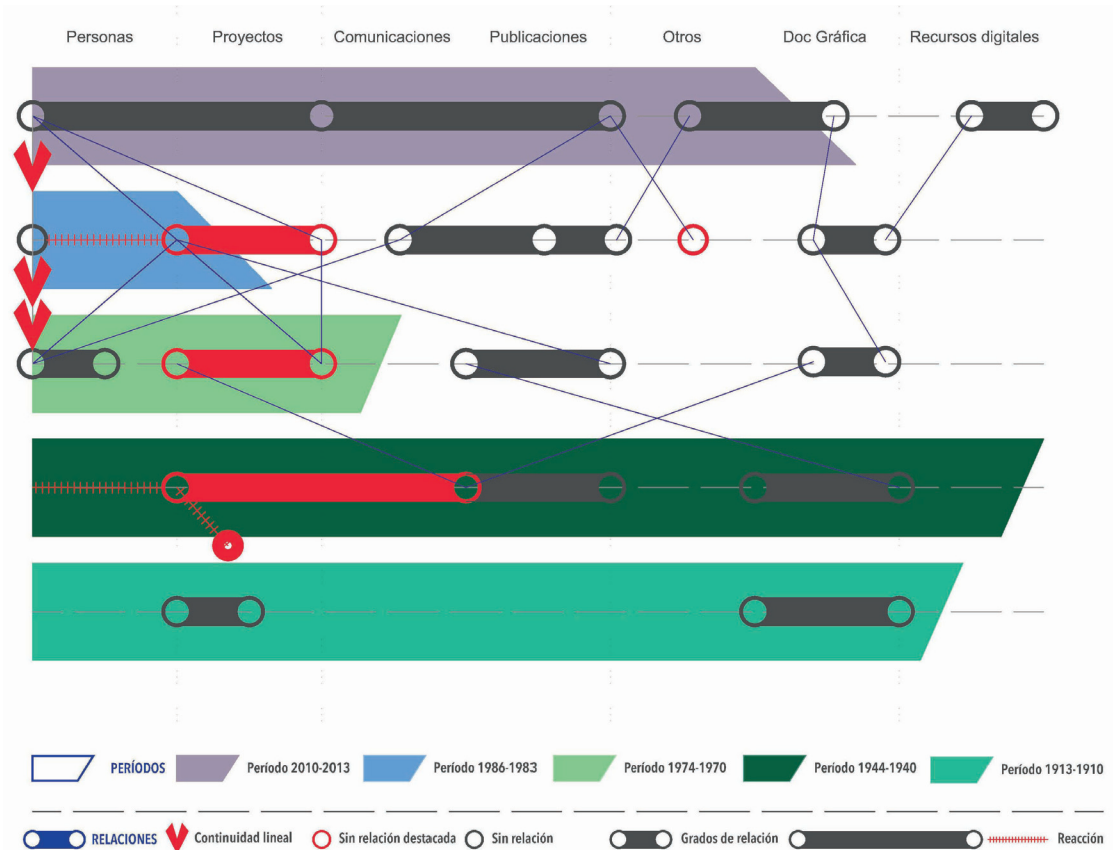 Personas Proyectos Comunicaciones Publicaciones Otros Doc Gráfica Recursos digitales
PERÍODOS Período 2010-2013 Período 1986-1983 Período 1974-1970 Período 1944-1940 Período 1913-1910
RELACIONES Continuidad lineal Sin relación destacada Sin relación Grados de relación Reacción